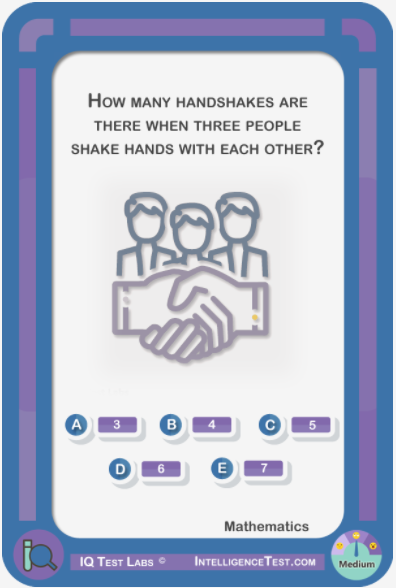 How many handshakes are
there when three people
shake hands with each other?
A 3 B 4 C 5
D 6 E 7
Mathematics
IQ Test Labs © IntelligenceTest.com Medium